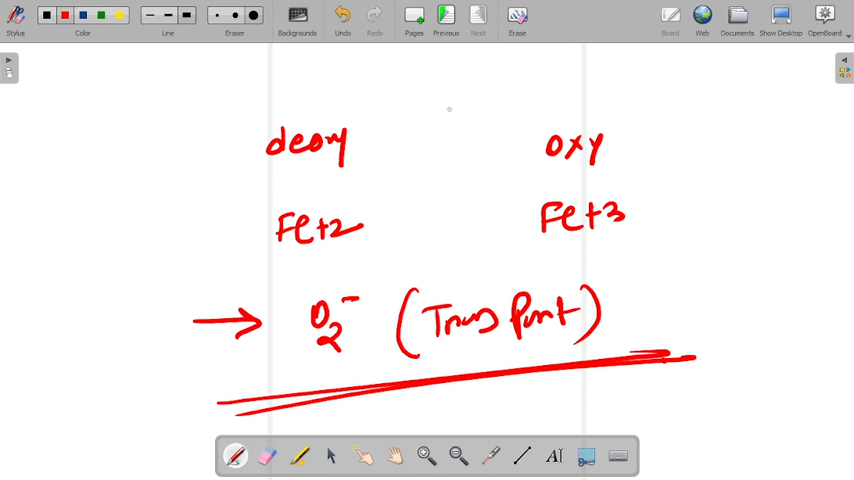 Stylus
Color
Line
Eraser
Backgrounds
Undo
Redo
Pages
Previous
Next
Erase
Board
Web
Documents
Show Desktop
OpenBoard
deoxy oxy
Fe+2 Fe+3
→ O₂⁻ (Transport)